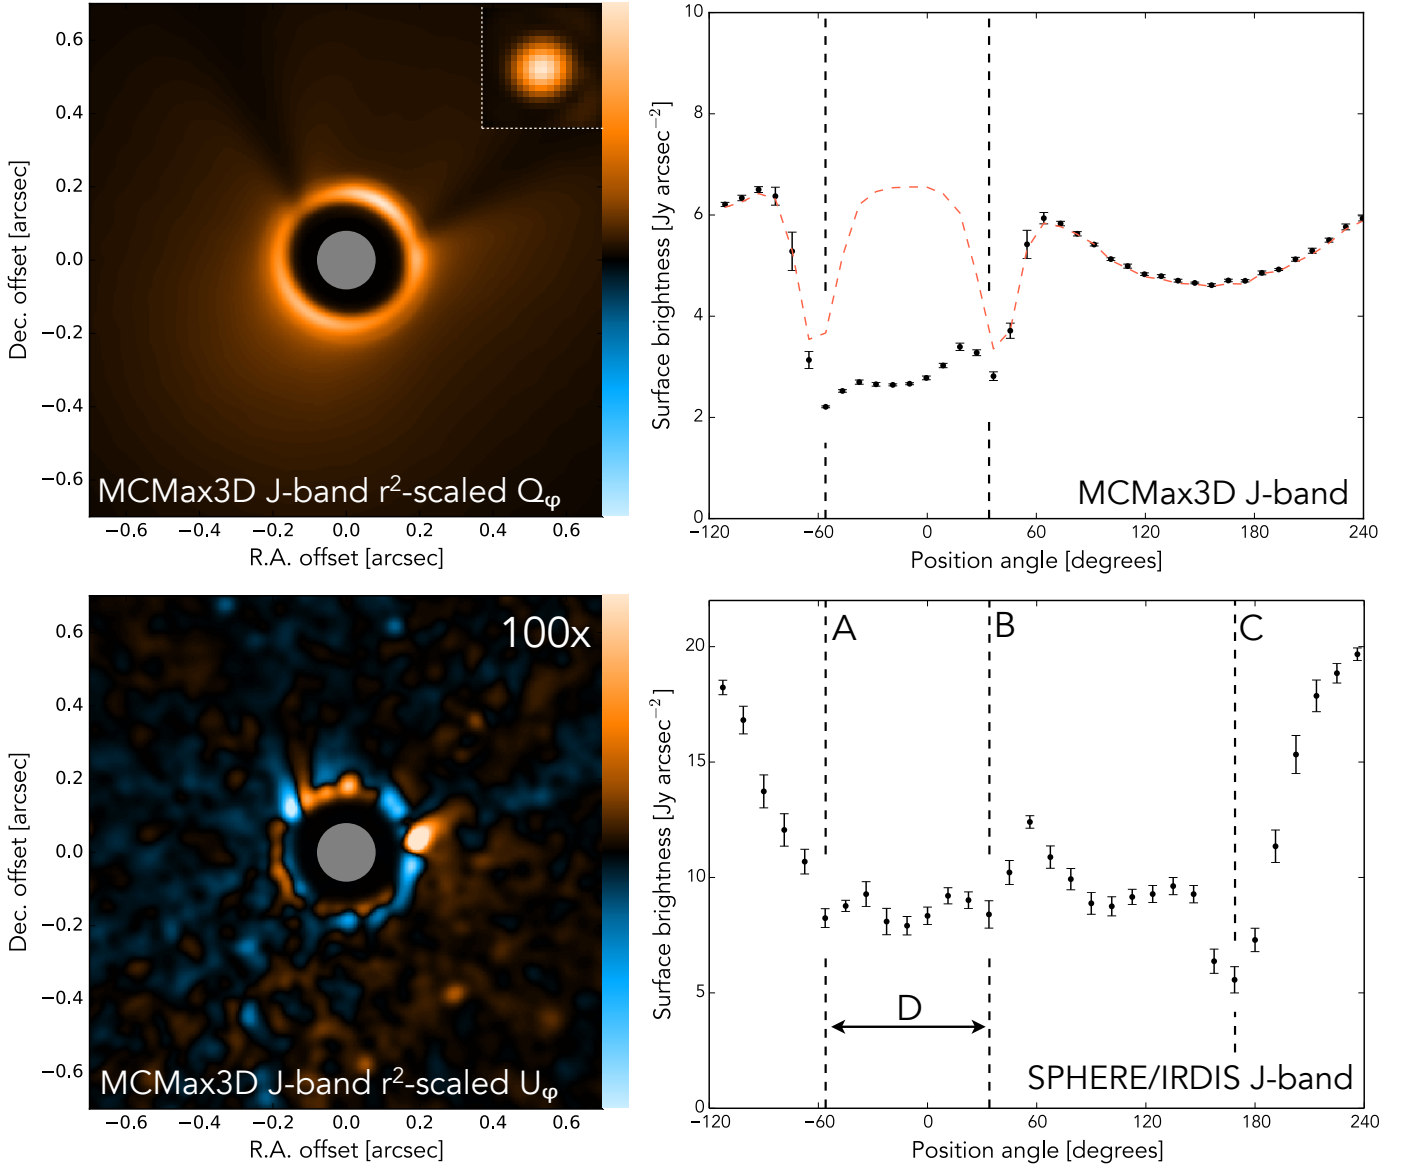 Dec. offset [arcsec]
0.6
0.4
0.2
0.0
−0.2
−0.4
−0.6
MCMax3D J-band r²-scaled Qφ
−0.6 −0.4 −0.2 0.0 0.2 0.4 0.6
R.A. offset [arcsec]
Surface brightness [Jy arcsec⁻²]
10
8
6
4
2
0
MCMax3D J-band
−120 −60 0 60 120 180 240
Position angle [degrees]
Dec. offset [arcsec]
0.6
0.4
0.2
0.0
−0.2
−0.4
−0.6
100x
MCMax3D J-band r²-scaled Uφ
−0.6 −0.4 −0.2 0.0 0.2 0.4 0.6
R.A. offset [arcsec]
Surface brightness [Jy arcsec⁻²]
20
15
10
5
0
A B C
D
SPHERE/IRDIS J-band
−120 −60 0 60 120 180 240
Position angle [degrees]